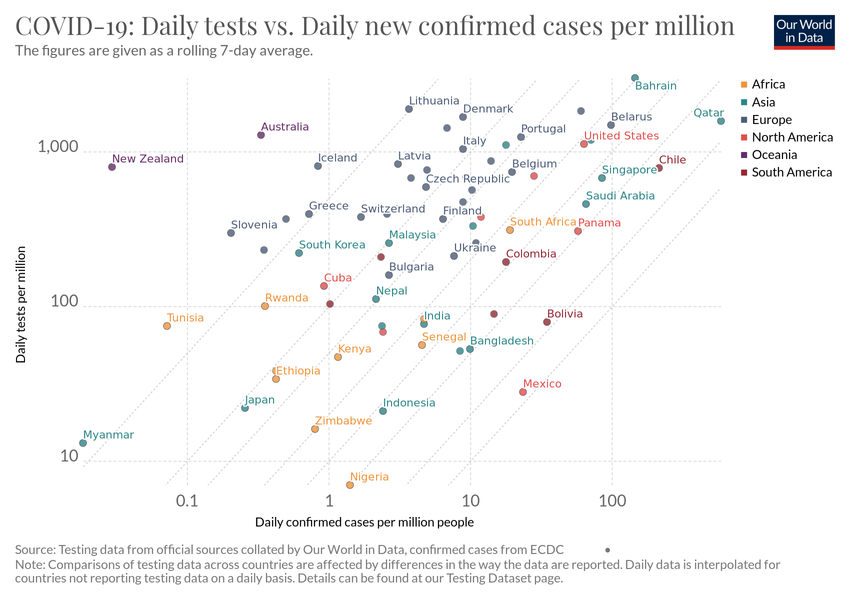 COVID-19: Daily tests vs. Daily new confirmed cases per million
Our World
in Data
The figures are given as a rolling 7-day average.
Bahrain
Africa
Asia
Europe
North America
Oceania
South America
Lithuania
Denmark
Qatar
Belarus
Australia
Portugal
United States
Italy
1,000
New Zealand
Iceland
Latvia
Belgium
Chile
Czech Republic
Singapore
Saudi Arabia
Greece
Switzerland
Finland
Slovenia
South Africa
Panama
Malaysia
South Korea
Ukraine
Colombia
Bulgaria
Cuba
Nepal
Rwanda
100
Tunisia
India
Bolivia
Senegal
Bangladesh
Kenya
Ethiopia
Mexico
Japan
Indonesia
Zimbabwe
Myanmar
10
Nigeria
Daily tests per million
0.1
1
10
100
Daily confirmed cases per million people
Source: Testing data from official sources collated by Our World in Data, confirmed cases from ECDC
Note: Comparisons of testing data across countries are affected by differences in the way the data are reported. Daily data is interpolated for
countries not reporting testing data on a daily basis. Details can be found at our Testing Dataset page.